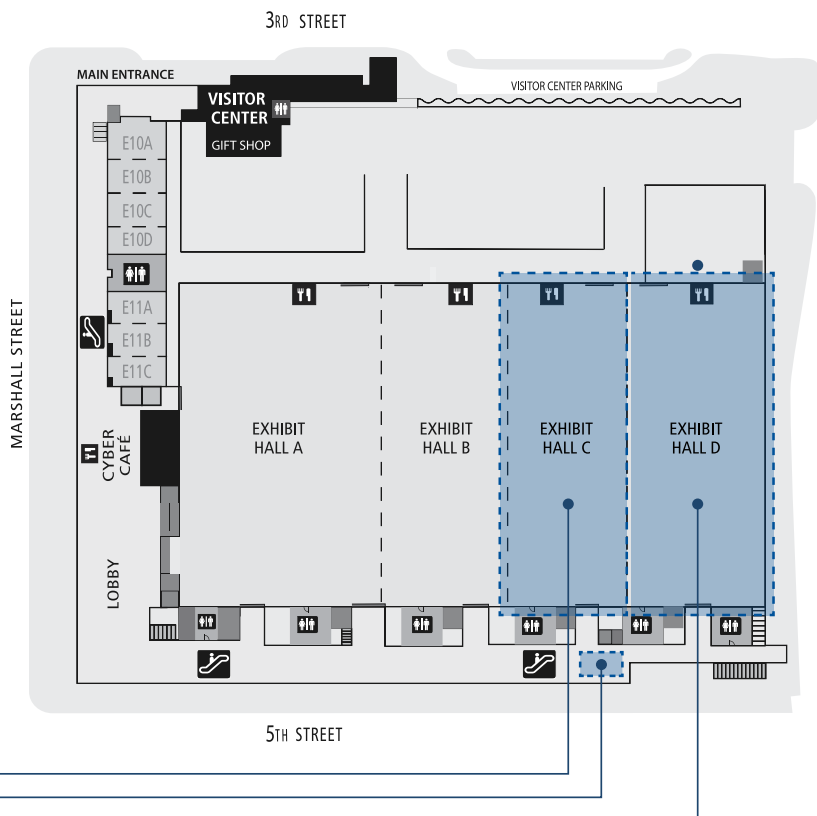 3RD STREET
MAIN ENTRANCE
VISITOR CENTER PARKING
VISITOR
CENTER
GIFT SHOP
E10A
E10B
E10C
E10D
E11A
E11B
E11C
MARSHALL STREET
CYBER
CAFÉ
LOBBY
EXHIBIT
HALL A
EXHIBIT
HALL B
EXHIBIT
HALL C
EXHIBIT
HALL D
5TH STREET